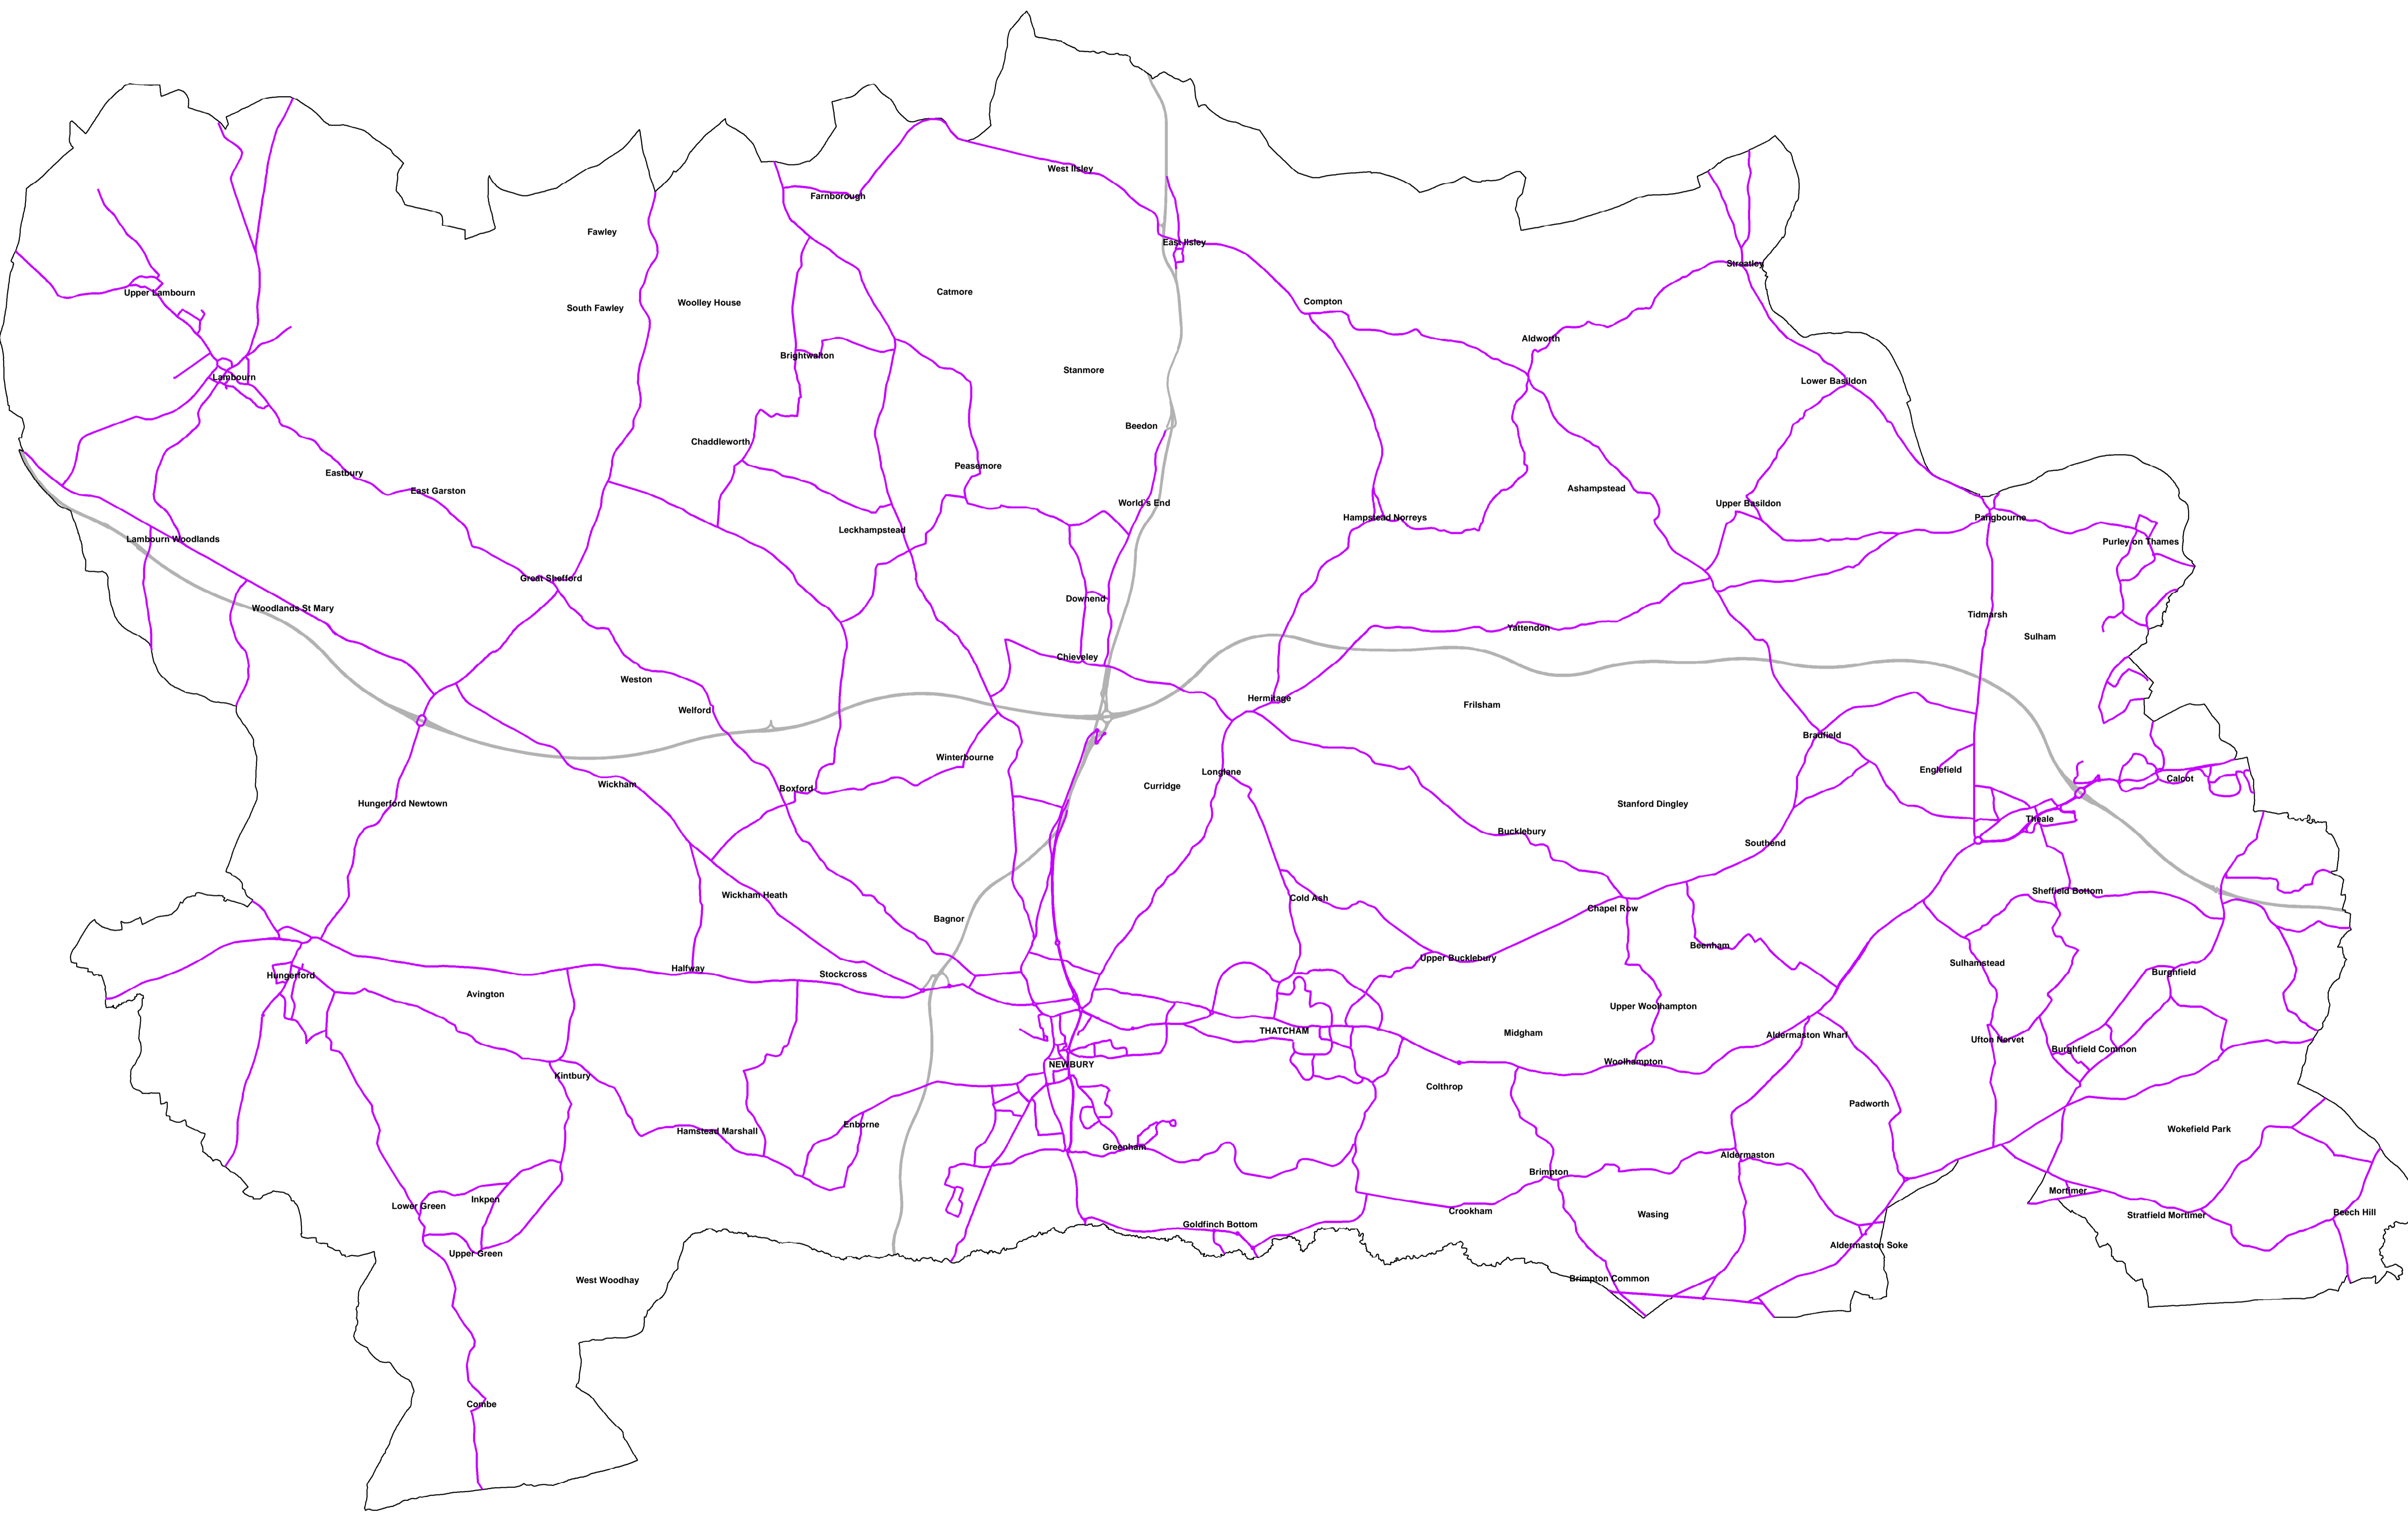 West Ilsley
Farnborough
Fawley
East Ilsley
Streatley
Upper Lambourn
Catmore
Woolley House
Compton
South Fawley
Aldworth
Brightwalton
Stanmore
Lambourn
Lower Basildon
Beedon
Chaddleworth
Peasemore
Eastbury
East Garston
Ashampstead
World's End
Upper Basildon
Hampstead Norreys
Pangbourne
Leckhampstead
Lambourn Woodlands
Purley on Thames
Great Shefford
Downend
Woodlands St Mary
Tidmarsh
Yattendon
Sulham
Chieveley
Weston
Hermitage
Frilsham
Welford
Bradfield
Winterbourne
Englefield
Longlane
Calcot
Wickham
Curridge
Boxford
Hungerford Newtown
Stanford Dingley
Theale
Bucklebury
Southend
Sheffield Bottom
Wickham Heath
Cold Ash
Chapel Row
Bagnor
Beenham
Upper Bucklebury
Sulhamstead
Halfway
Burghfield
Stockcross
Hungerford
Avington
Upper Woolhampton
THATCHAM
Midgham
Aldermaston Wharf
Ufton Nervet
Burghfield Common
Woolhampton
NEWBURY
Kintbury
Colthrop
Padworth
Enborne
Wokefield Park
Hamstead Marshall
Greenham
Aldermaston
Brimpton
Mortimer
Inkpen
Lower Green
Crookham
Beech Hill
Wasing
Stratfield Mortimer
Goldfinch Bottom
Aldermaston Soke
Upper Green
Brimpton Common
West Woodhay
Combe